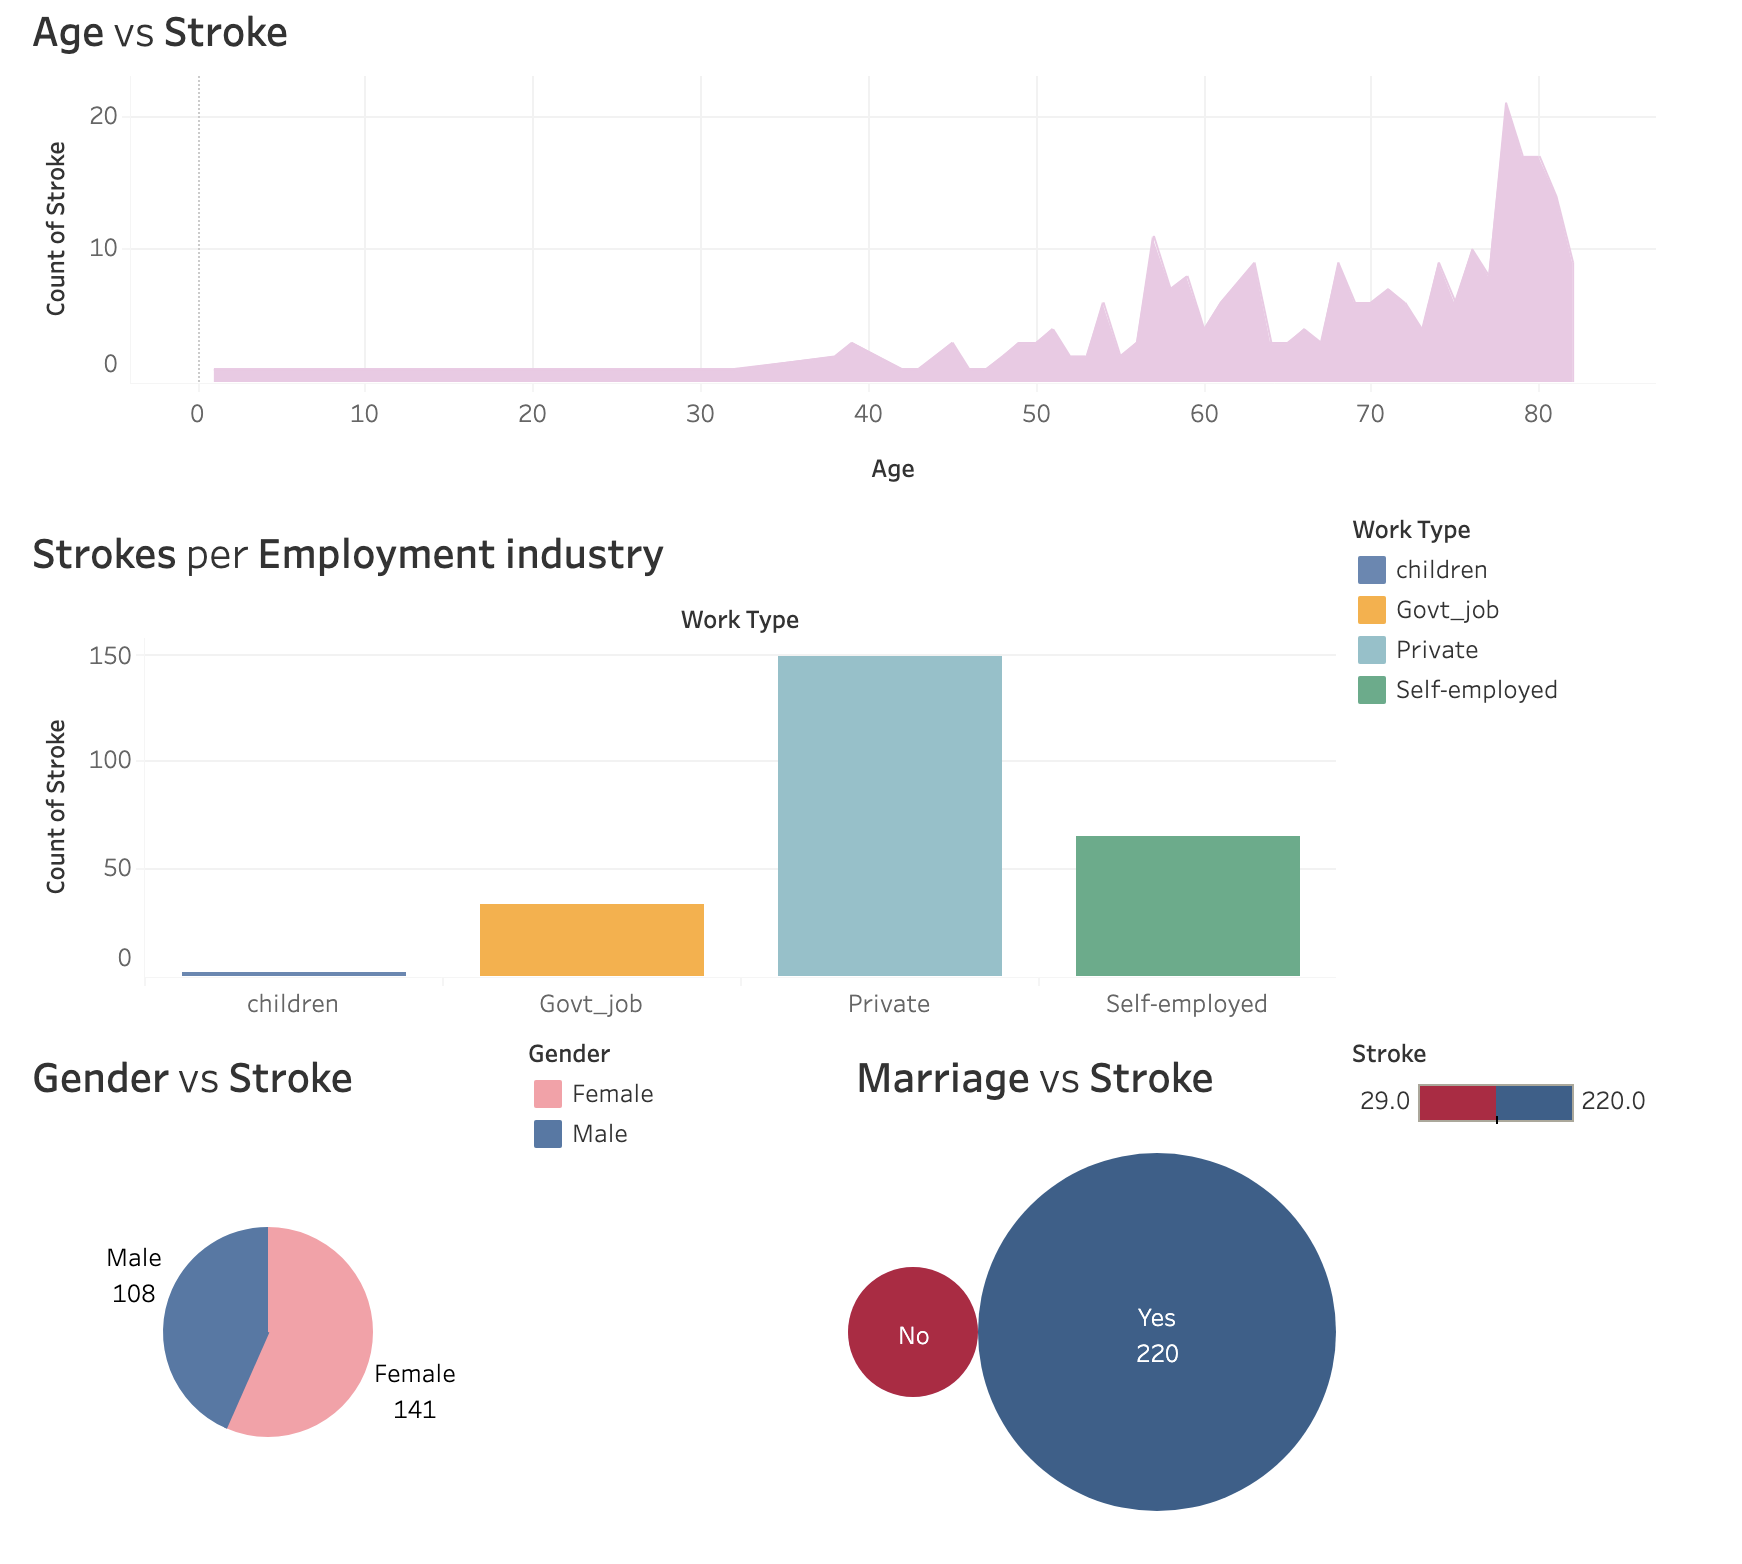 Age vs Stroke
Count of Stroke
20
10
0
0 10 20 30 40 50 60 70 80
Age
Strokes per Employment industry
Work Type
children
Govt_job
Private
Self-employed
Work Type
Count of Stroke
150
100
50
0
children Govt_job Private Self-employed
Gender vs Stroke
Gender
Female
Male
Male
108
Female
141
Marriage vs Stroke
Stroke
29.0 220.0
No
Yes
220